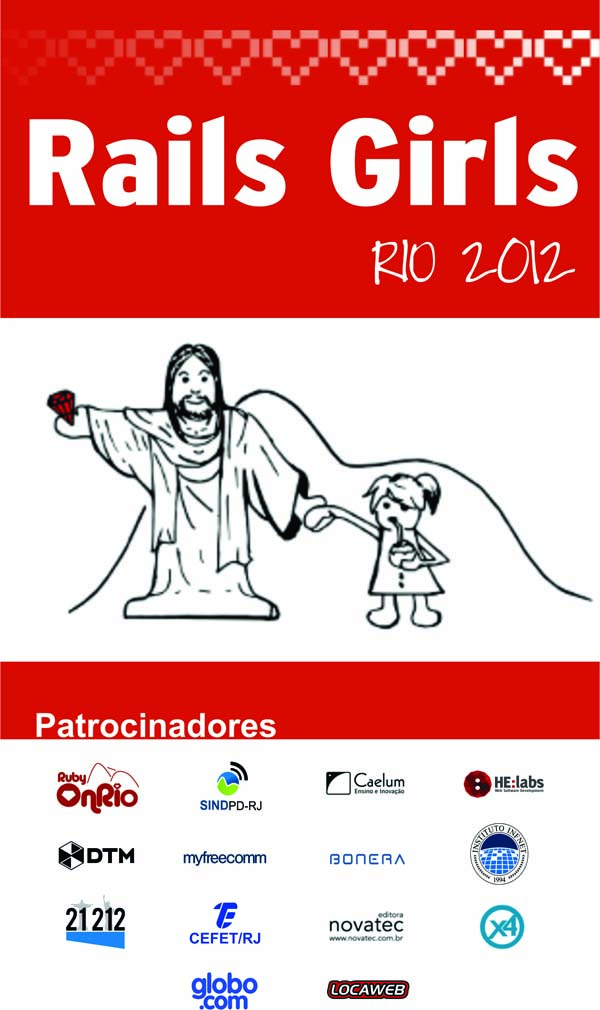 Rails Girls
RIO 2012
Patrocinadores
Ruby
OnRio
SINDPD-RJ
Caelum
Ensino e Inovação
HE:labs
Web Software Development
DTM
myfreecomm
BONERA
INSTITUTO INFNET
1994
21212
CEFET/RJ
editora
novatec
www.novatec.com.br
x4
globo
.com
LOCAWEB